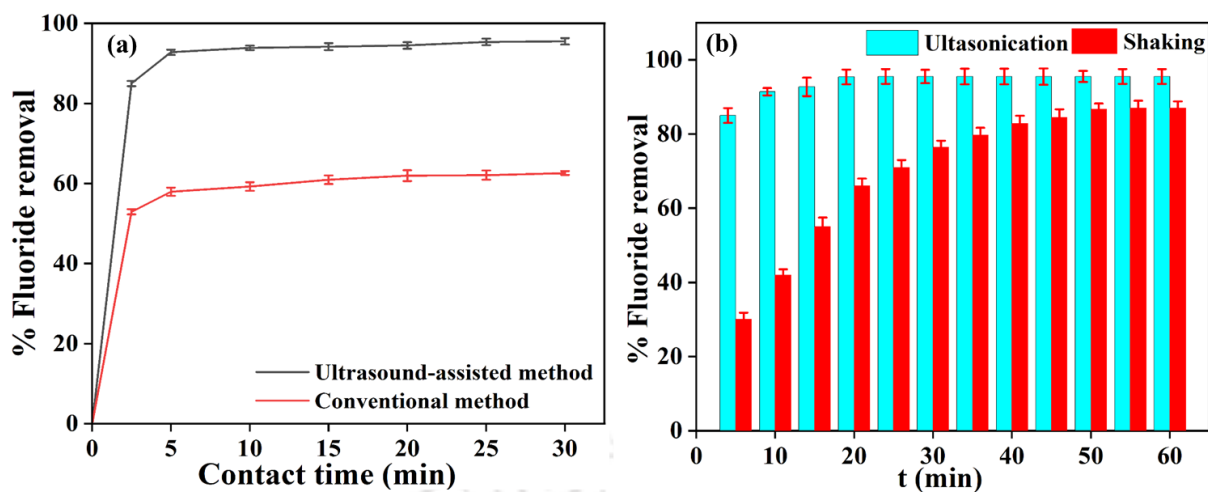 (a)
% Fluoride removal
100
80
60
40
20
0
Ultrasound-assisted method
Conventional method
0 5 10 15 20 25 30
Contact time (min)
(b)
Ultasonication
Shaking
% Fluoride removal
100
80
60
40
20
0
0 10 20 30 40 50 60
t (min)